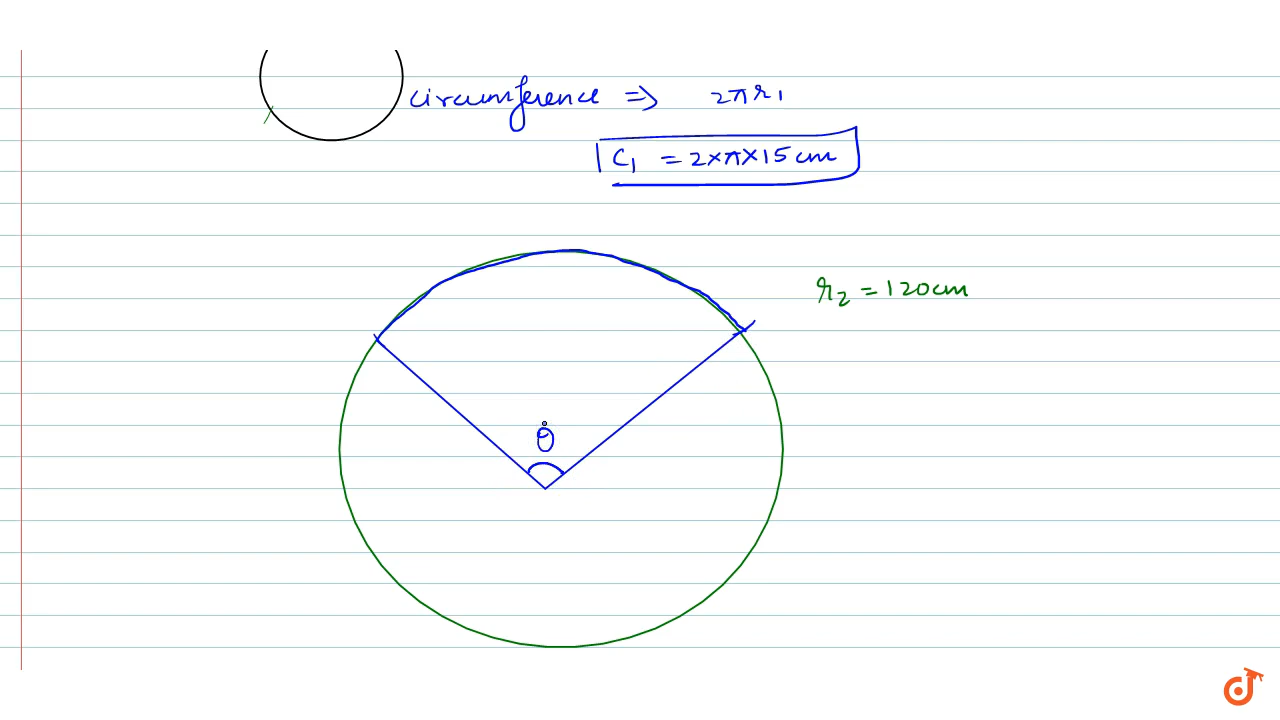 circumference ⇒ 2πr₁
C₁ = 2×π×15 cm
r₂ = 120cm
θ